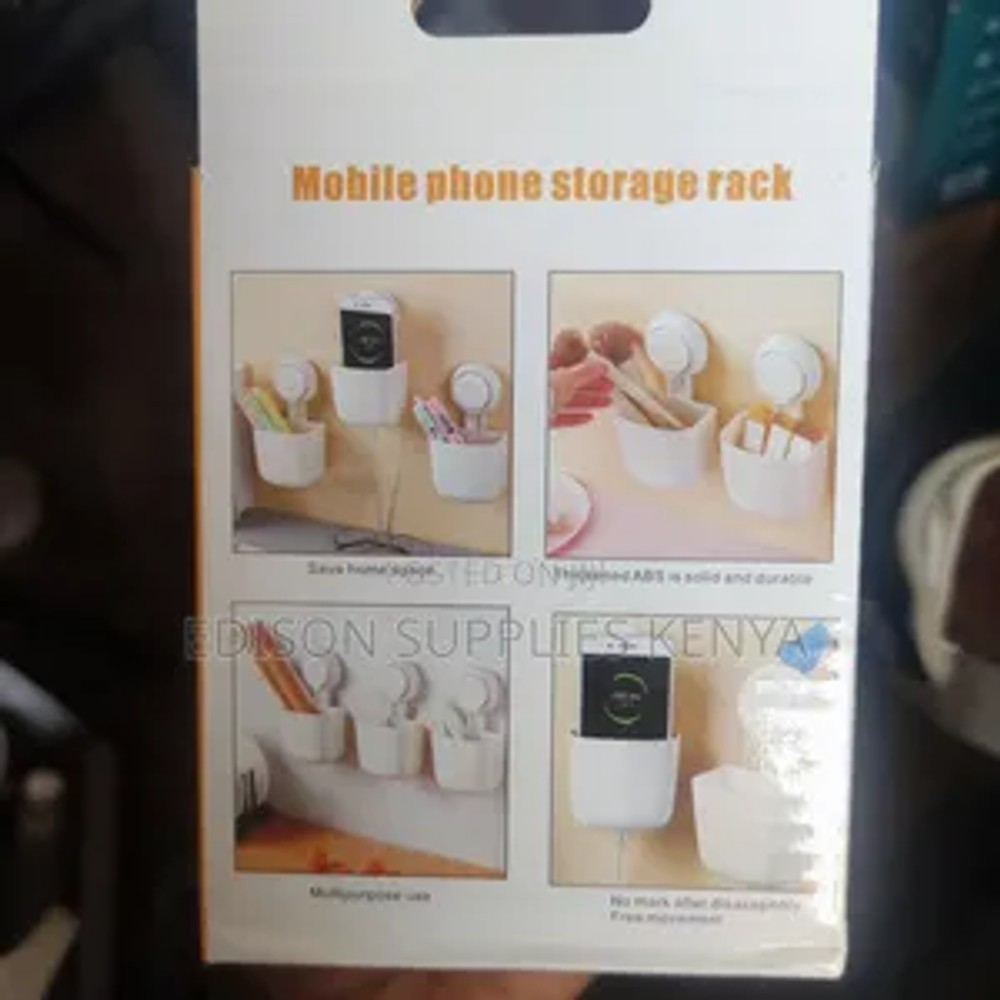 Mobile phone storage rack
Save home space
POSTED ON Jiji
Thickened ABS is solid and durable
EDISON SUPPLIES KENYA
Multipurpose use
No mark after disassembly
Free movement